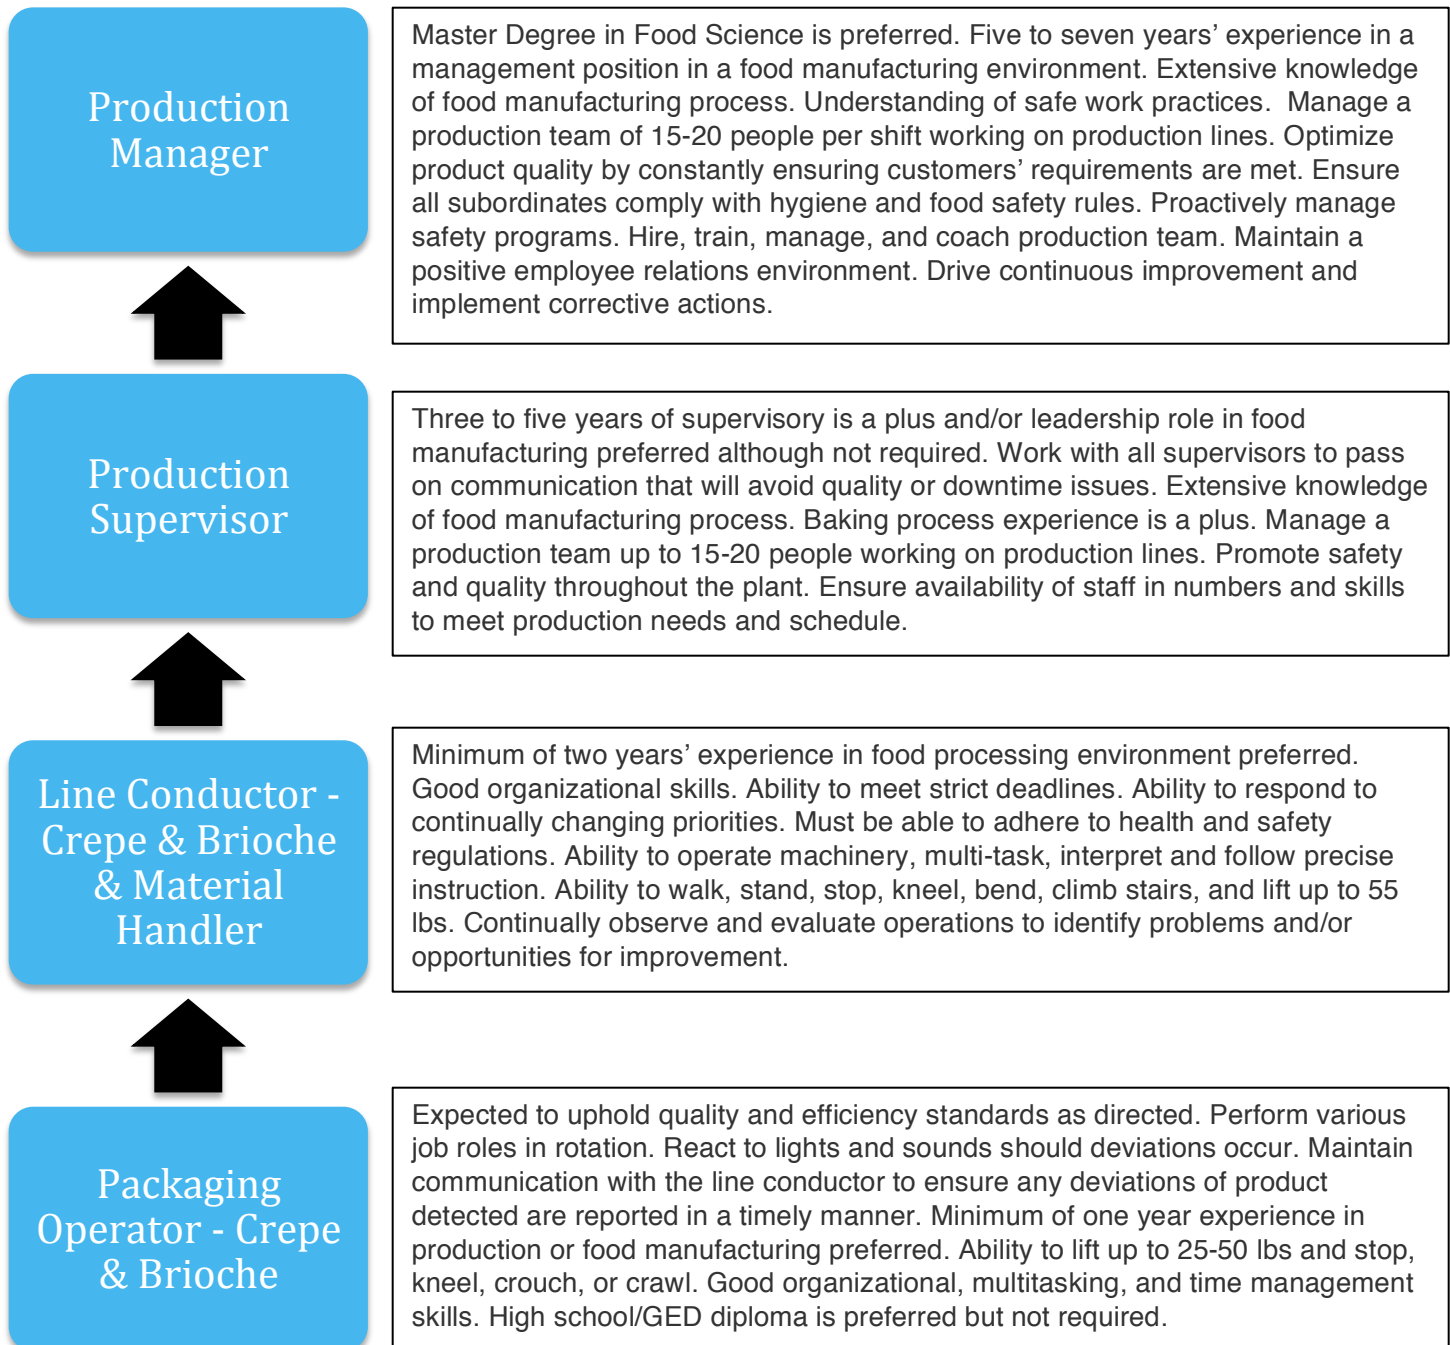 Production
Manager
Master Degree in Food Science is preferred. Five to seven years’ experience in a
management position in a food manufacturing environment. Extensive knowledge
of food manufacturing process. Understanding of safe work practices.  Manage a
production team of 15-20 people per shift working on production lines. Optimize
product quality by constantly ensuring customers’ requirements are met. Ensure
all subordinates comply with hygiene and food safety rules. Proactively manage
safety programs. Hire, train, manage, and coach production team. Maintain a
positive employee relations environment. Drive continuous improvement and
implement corrective actions.
Production
Supervisor
Three to five years of supervisory is a plus and/or leadership role in food
manufacturing preferred although not required. Work with all supervisors to pass
on communication that will avoid quality or downtime issues. Extensive knowledge
of food manufacturing process. Baking process experience is a plus. Manage a
production team up to 15-20 people working on production lines. Promote safety
and quality throughout the plant. Ensure availability of staff in numbers and skills
to meet production needs and schedule.
Line Conductor -
Crepe & Brioche
& Material
Handler
Minimum of two years’ experience in food processing environment preferred.
Good organizational skills. Ability to meet strict deadlines. Ability to respond to
continually changing priorities. Must be able to adhere to health and safety
regulations. Ability to operate machinery, multi-task, interpret and follow precise
instruction. Ability to walk, stand, stop, kneel, bend, climb stairs, and lift up to 55
lbs. Continually observe and evaluate operations to identify problems and/or
opportunities for improvement.
Packaging
Operator - Crepe
& Brioche
Expected to uphold quality and efficiency standards as directed. Perform various
job roles in rotation. React to lights and sounds should deviations occur. Maintain
communication with the line conductor to ensure any deviations of product
detected are reported in a timely manner. Minimum of one year experience in
production or food manufacturing preferred. Ability to lift up to 25-50 lbs and stop,
kneel, crouch, or crawl. Good organizational, multitasking, and time management
skills. High school/GED diploma is preferred but not required.